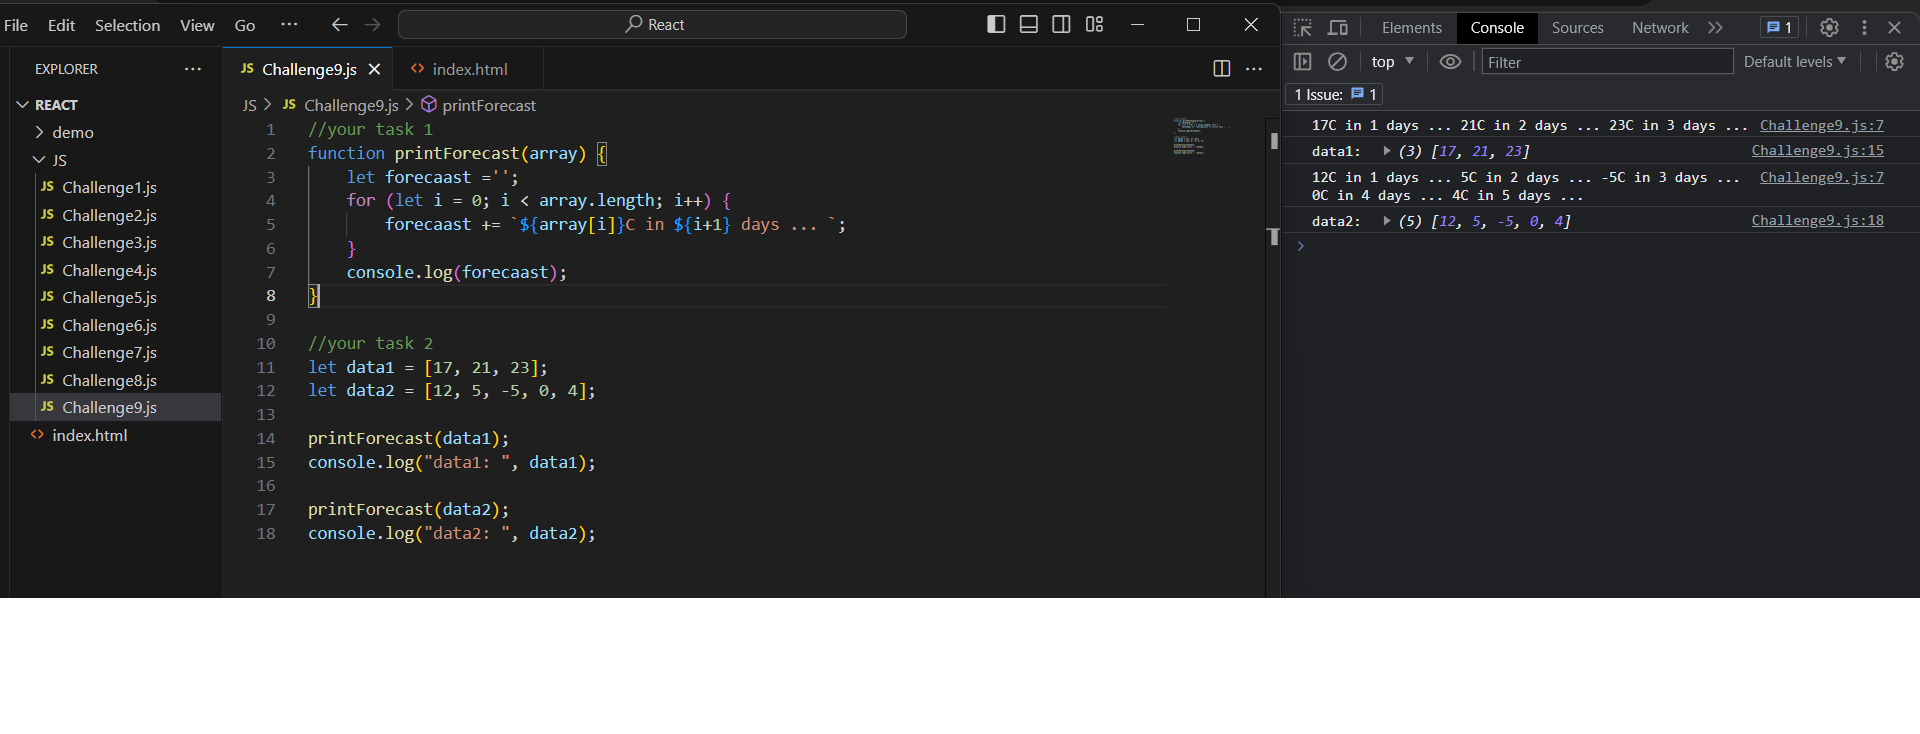 File Edit Selection View Go ··· React
EXPLORER ···
REACT
demo
JS
JS Challenge1.js
JS Challenge2.js
JS Challenge3.js
JS Challenge4.js
JS Challenge5.js
JS Challenge6.js
JS Challenge7.js
JS Challenge8.js
JS Challenge9.js
<> index.html
JS Challenge9.js <> index.html
JS > JS Challenge9.js > printForecast
1 //your task 1
2 function printForecast(array) {
3 let forecaast ='';
4 for (let i = 0; i < array.length; i++) {
5 forecaast += `${array[i]}C in ${i+1} days ... `;
6 }
7 console.log(forecaast);
8 }
9
10 //your task 2
11 let data1 = [17, 21, 23];
12 let data2 = [12, 5, -5, 0, 4];
13
14 printForecast(data1);
15 console.log("data1: ", data1);
16
17 printForecast(data2);
18 console.log("data2: ", data2);
Elements Console Sources Network 1
top Filter Default levels
1 Issue: 1
17C in 1 days ... 21C in 2 days ... 23C in 3 days ... Challenge9.js:7
data1: (3) [17, 21, 23] Challenge9.js:15
12C in 1 days ... 5C in 2 days ... -5C in 3 days ... Challenge9.js:7
0C in 4 days ... 4C in 5 days ...
data2: (5) [12, 5, -5, 0, 4] Challenge9.js:18